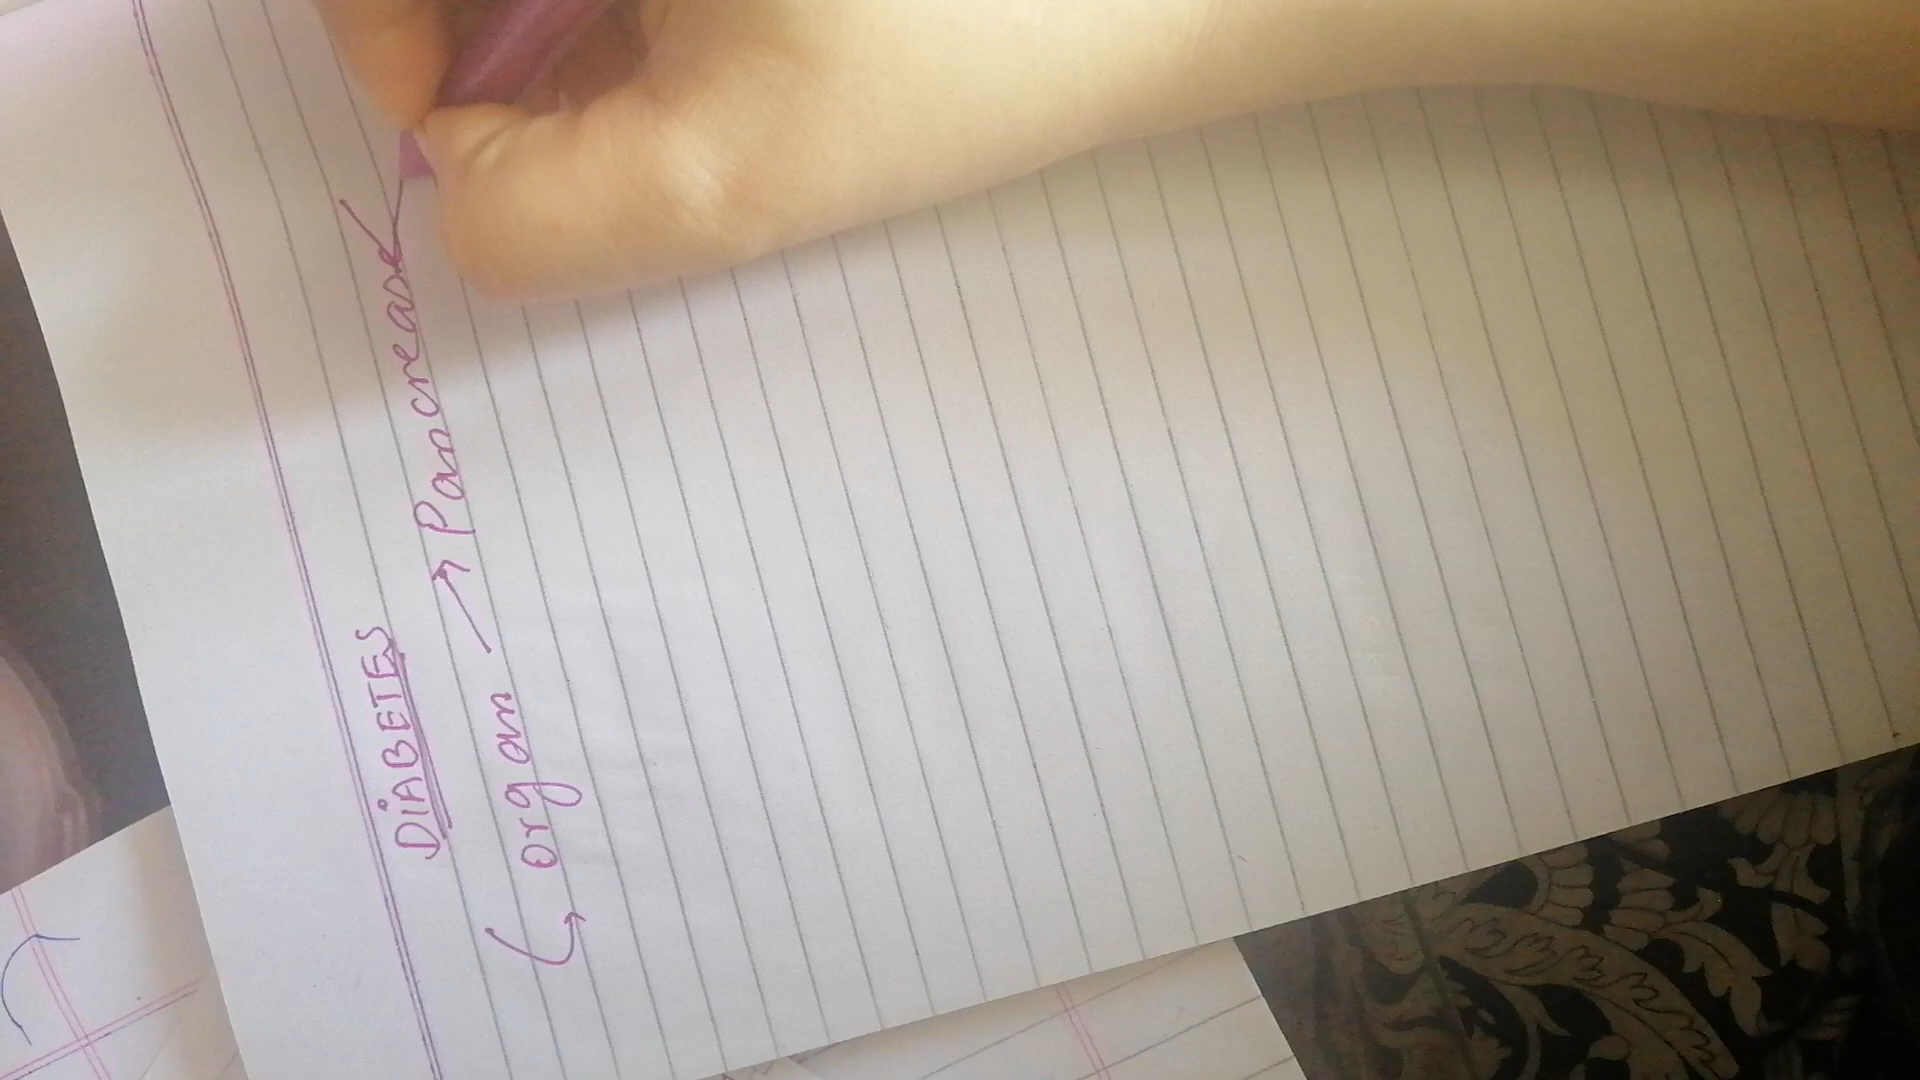 DIABETES
↳ organ → Pancrease